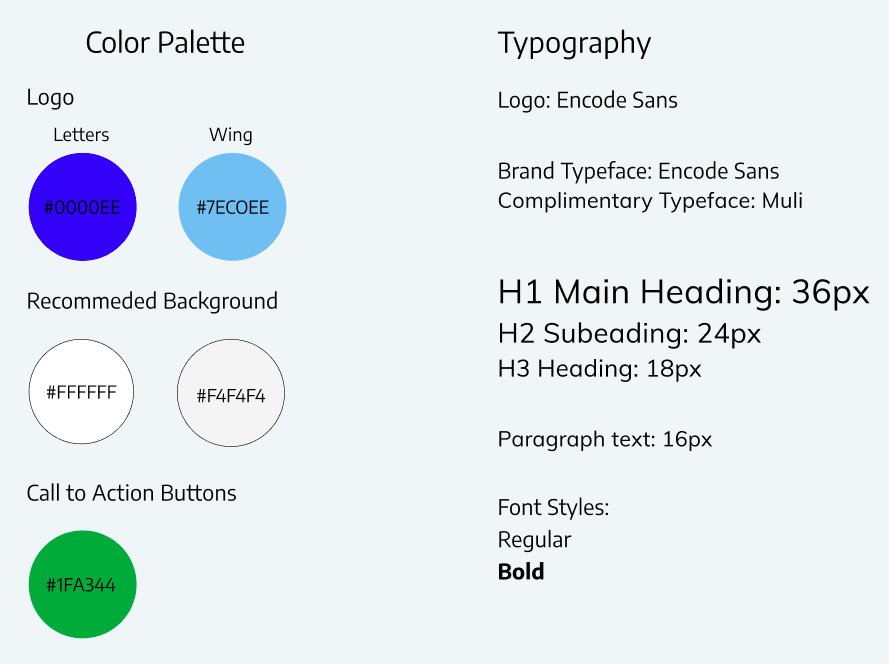 Color Palette
Logo
Letters
Wing
#0000EE
#7EC0EE
Recommeded Background
#FFFFFF
#F4F4F4
Call to Action Buttons
#1FA344
Typography
Logo: Encode Sans
Brand Typeface: Encode Sans
Complimentary Typeface: Muli
H1 Main Heading: 36px
H2 Subeading: 24px
H3 Heading: 18px
Paragraph text: 16px
Font Styles:
Regular
Bold